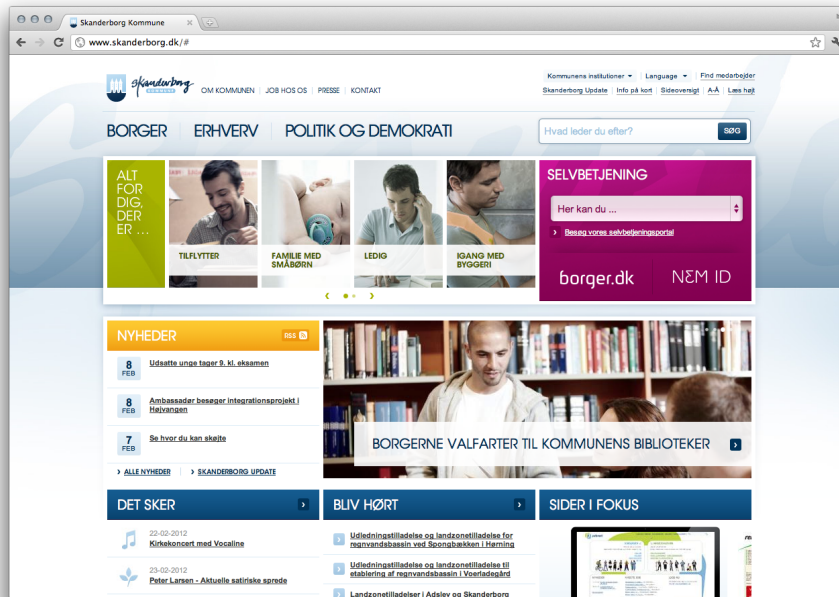 Skanderborg Kommune
www.skanderborg.dk/#
skanderborg
KOMMUNE
OM KOMMUNEN JOB HOS OS PRESSE KONTAKT
Kommunens institutioner Language Find medarbejder
Skanderborg Update Info på kort Sideoversigt A-Å Læs højt
BORGER ERHVERV POLITIK OG DEMOKRATI
Hvad leder du efter? SØG
ALT
FOR
DIG,
DER
ER ...
TILFLYTTER
FAMILIE MED
SMÅBØRN
LEDIG
IGANG MED
BYGGERI
SELVBETJENING
Her kan du ...
Besøg vores selvbetjeningsportal
borger.dk NEM ID
NYHEDER RSS
8
FEB
Udsatte unge tager 9. kl. eksamen
8
FEB
Ambassadør besøger integrationsprojekt i
Højvangen
7
FEB
Se hvor du kan skøjte
ALLE NYHEDER SKANDERBORG UPDATE
BORGERNE VALFARTER TIL KOMMUNENS BIBLIOTEKER
DET SKER
22-02-2012
Kirkekoncert med Vocaline
23-02-2012
Peter Larsen - Aktuelle satiriske sprede
BLIV HØRT
Udledningstilladelse og landzonetilladelse for
regnvandsbassin ved Spongbækken i Hørning
Udledningstilladelse og landzonetilladelse til
etablering af regnvandsbassin i Voerladegård
Landzonetilladelser i Adslev og Skanderborg
SIDER I FOKUS